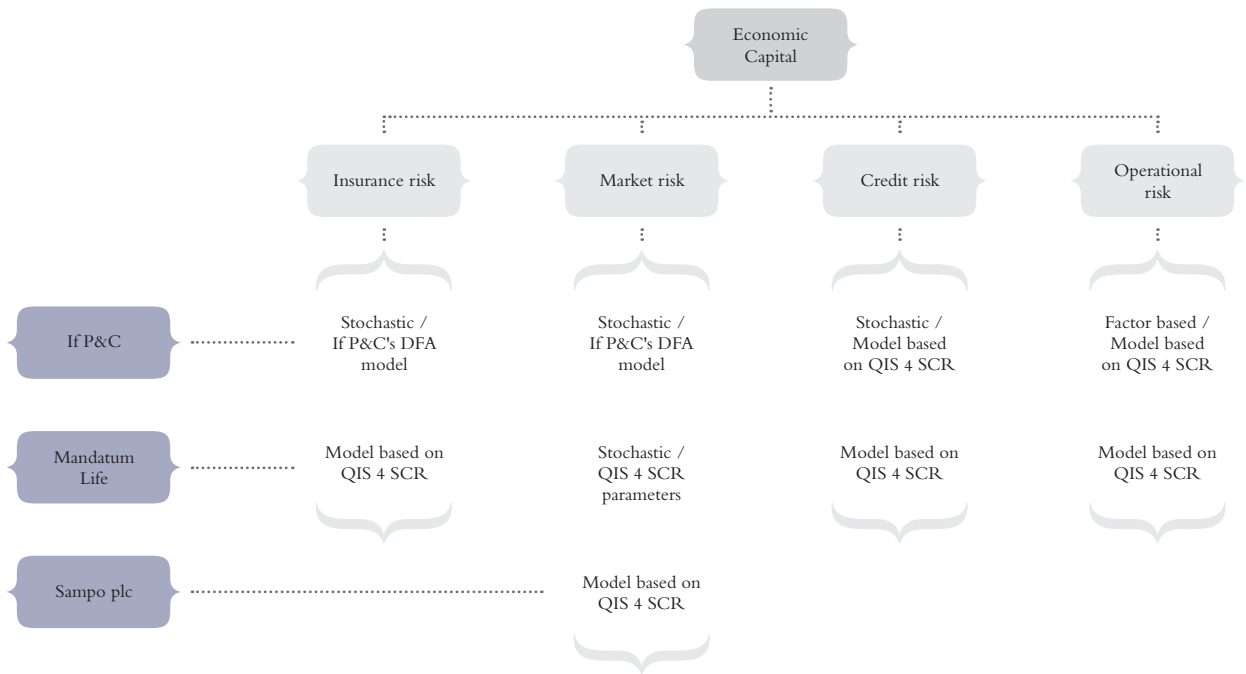 Economic
Capital
Insurance risk
Market risk
Credit risk
Operational
risk
If P&C
Stochastic /
If P&C's DFA
model
Stochastic /
If P&C's DFA
model
Stochastic /
Model based
on QIS 4 SCR
Factor based /
Model based
on QIS 4 SCR
Mandatum
Life
Model based on
QIS 4 SCR
Stochastic /
QIS 4 SCR
parameters
Model based on
QIS 4 SCR
Model based on
QIS 4 SCR
Sampo plc
Model based on
QIS 4 SCR